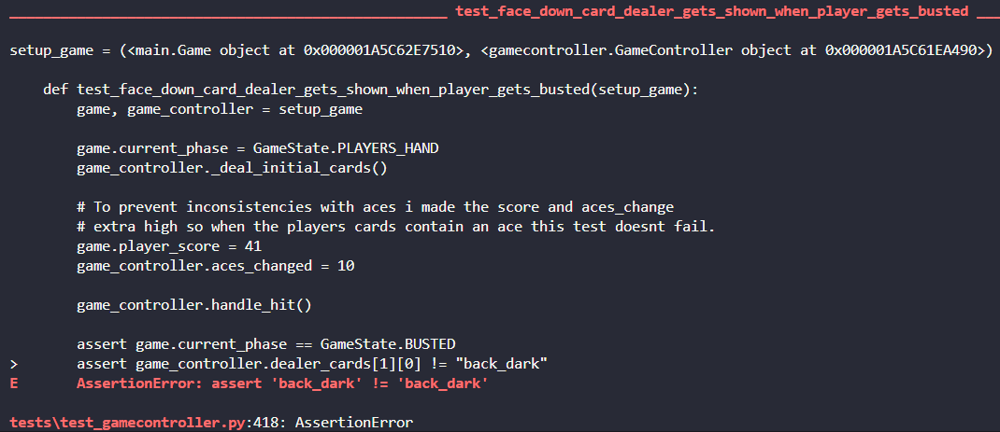 _____________________________________________ test_face_down_card_dealer_gets_shown_when_player_gets_busted ___
setup_game = (<main.Game object at 0x000001A5C62E7510>, <gamecontroller.GameController object at 0x000001A5C61EA490>)
def test_face_down_card_dealer_gets_shown_when_player_gets_busted(setup_game):
game, game_controller = setup_game
game.current_phase = GameState.PLAYERS_HAND
game_controller._deal_initial_cards()
# To prevent inconsistencies with aces i made the score and aces_change
# extra high so when the players cards contain an ace this test doesnt fail.
game.player_score = 41
game_controller.aces_changed = 10
game_controller.handle_hit()
assert game.current_phase == GameState.BUSTED
> assert game_controller.dealer_cards[1][0] != "back_dark"
E AssertionError: assert 'back_dark' != 'back_dark'
tests\test_gamecontroller.py:418: AssertionError